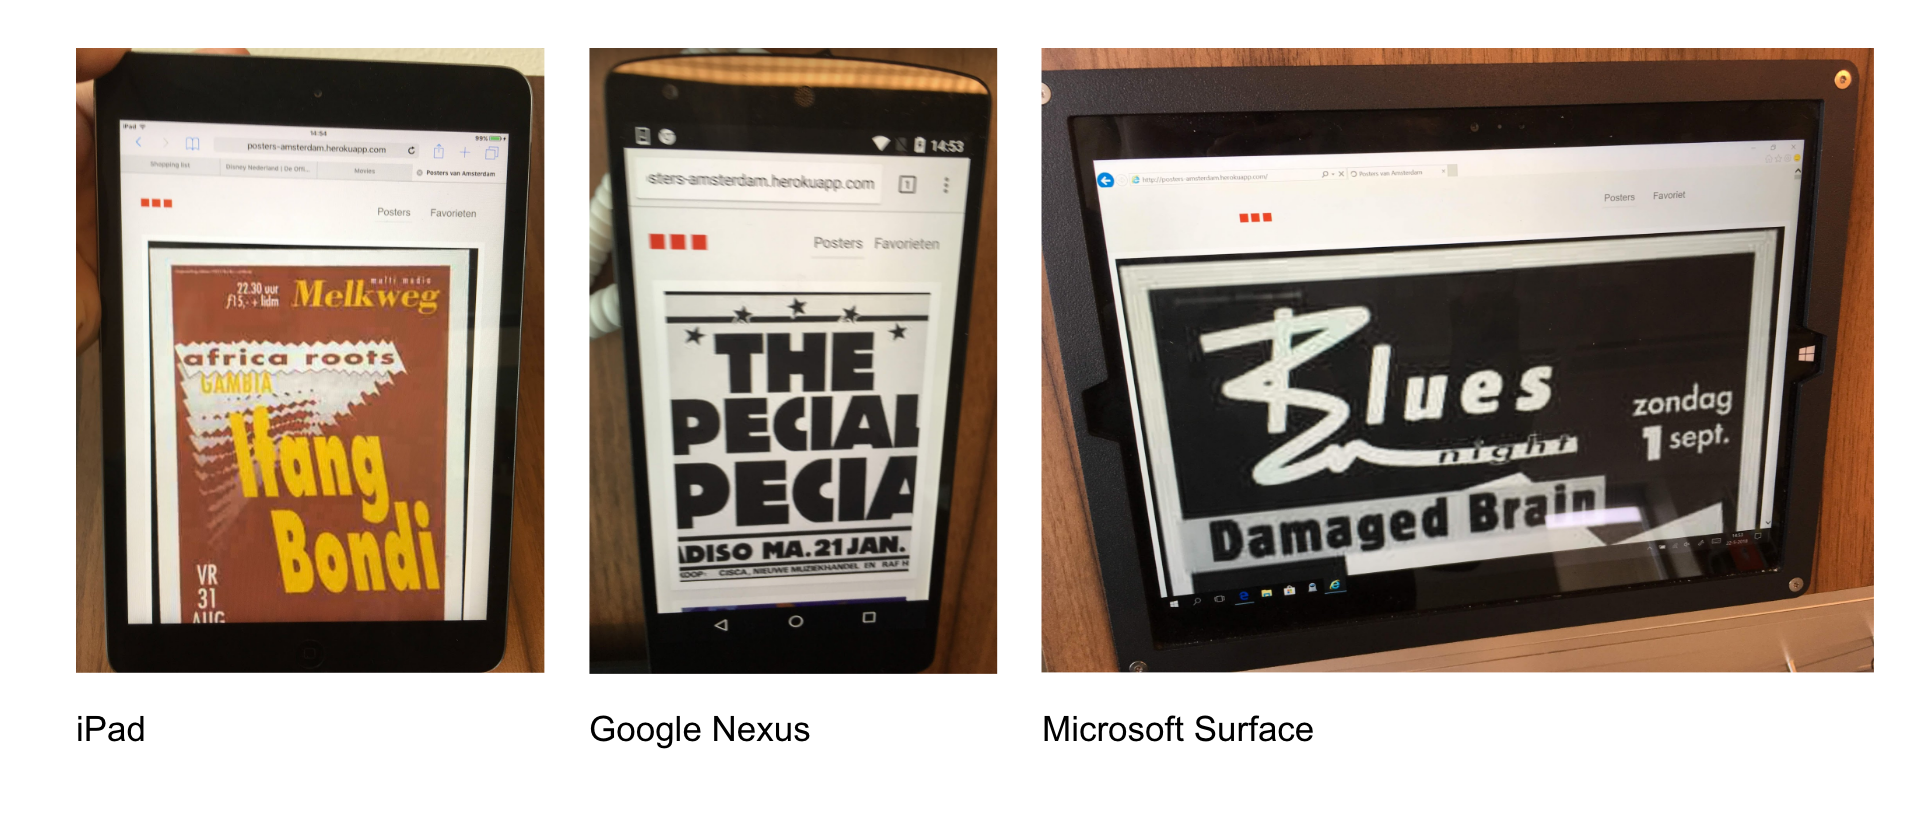 iPad
14:54
99%
posters-amsterdam.herokuapp.com
Shopping list
Disney Nederland | De Offi...
Movies
Posters van Amsterdam
Posters
Favorieten
22.30 uur
f15,- + lidm
multi media
Melkweg
africa roots
GAMBIA
Ifang
Bondi
VR
31
AUG
iPad
14:53
sters-amsterdam.herokuapp.com
1
Posters
Favorieten
THE
PECIAL
PECIA
ADISO MA. 21 JAN.
OOP: CISCA, NIEUWE MUZIEKHANDEL EN RAF H
Google Nexus
http://posters-amsterdam.herokuapp.com/
Posters van Amsterdam
Posters
Favoriet
Blues
night
zondag
1 sept.
Damaged Brain
Microsoft Surface